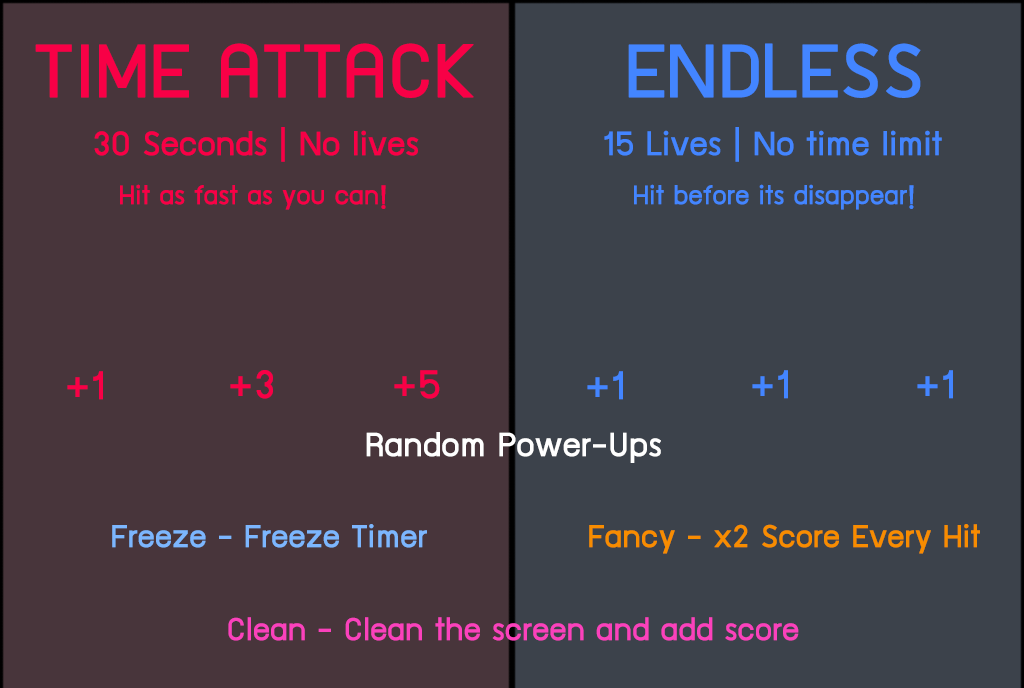 TIME ATTACK
30 Seconds | No lives
Hit as fast as you can!
+1 +3 +5
ENDLESS
15 Lives | No time limit
Hit before its disappear!
+1 +1 +1
Random Power-Ups
Freeze - Freeze Timer
Fancy - x2 Score Every Hit
Clean - Clean the screen and add score